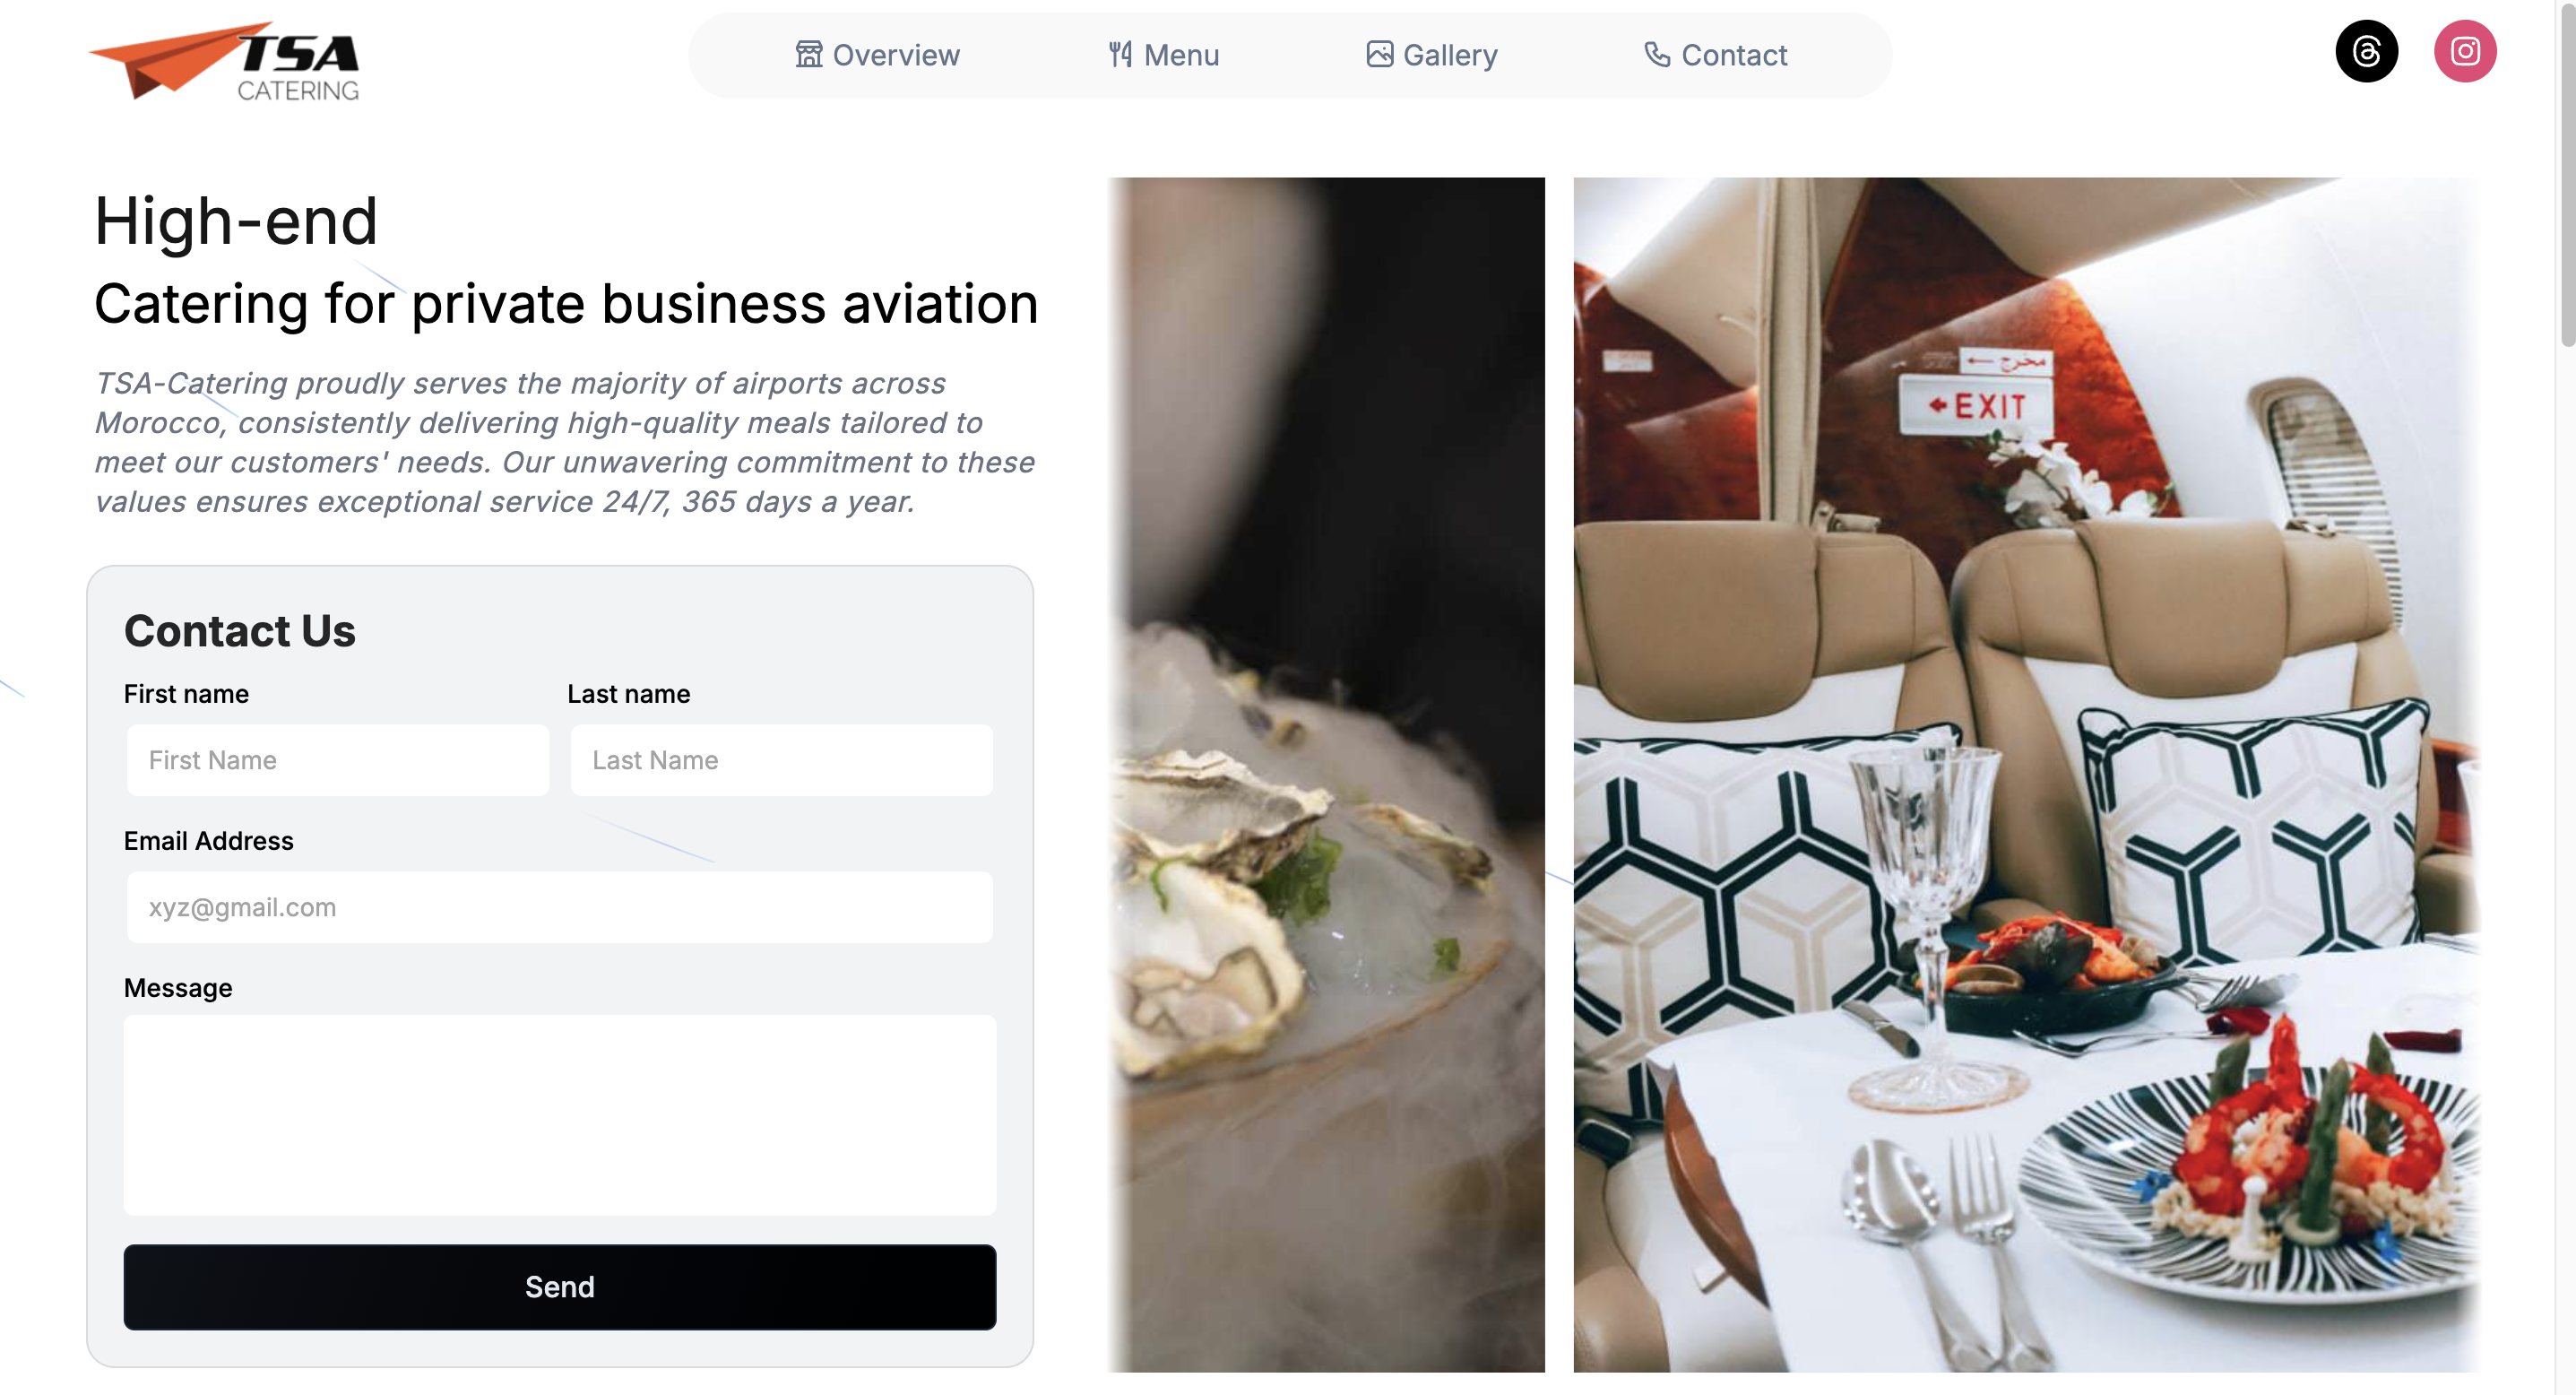 TSA
CATERING
Overview
Menu
Gallery
Contact
High-end
Catering for private business aviation
TSA-Catering proudly serves the majority of airports across
Morocco, consistently delivering high-quality meals tailored to
meet our customers' needs. Our unwavering commitment to these
values ensures exceptional service 24/7, 365 days a year.
Contact Us
First name
Last name
First Name
Last Name
Email Address
xyz@gmail.com
Message
Send
مخرج
EXIT